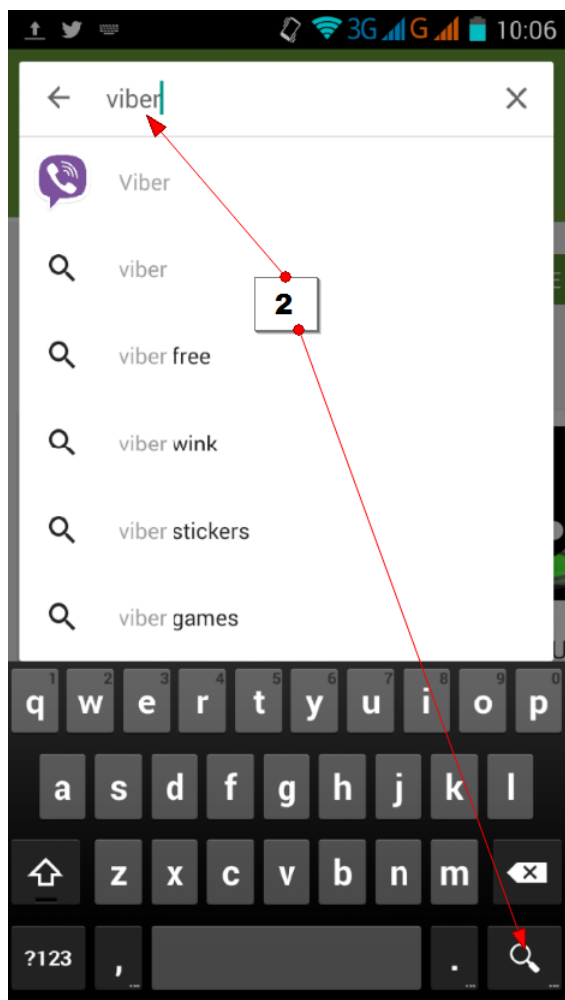 3G G 10:06
viber
Viber
viber
2
viber free
viber wink
viber stickers
viber games
E
U
1 2 3 4 5 6 7 8 9 0
q w e r t y u i o p
a s d f g h j k l
z x c v b n m
?123 , ... . ... ...